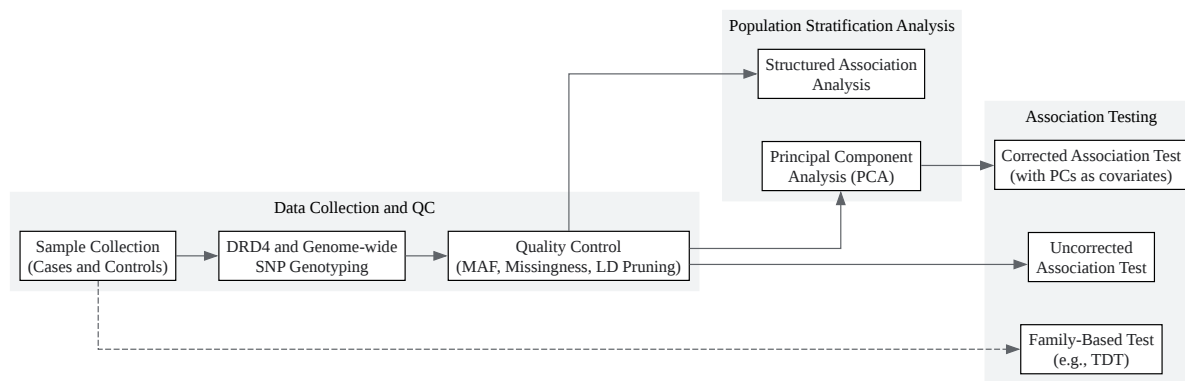 Population Stratification Analysis
Structured Association
Analysis
Principal Component
Analysis (PCA)
Association Testing
Corrected Association Test
(with PCs as covariates)
Uncorrected
Association Test
Family-Based Test
(e.g., TDT)
Data Collection and QC
Sample Collection
(Cases and Controls)
DRD4 and Genome-wide
SNP Genotyping
Quality Control
(MAF, Missingness, LD Pruning)